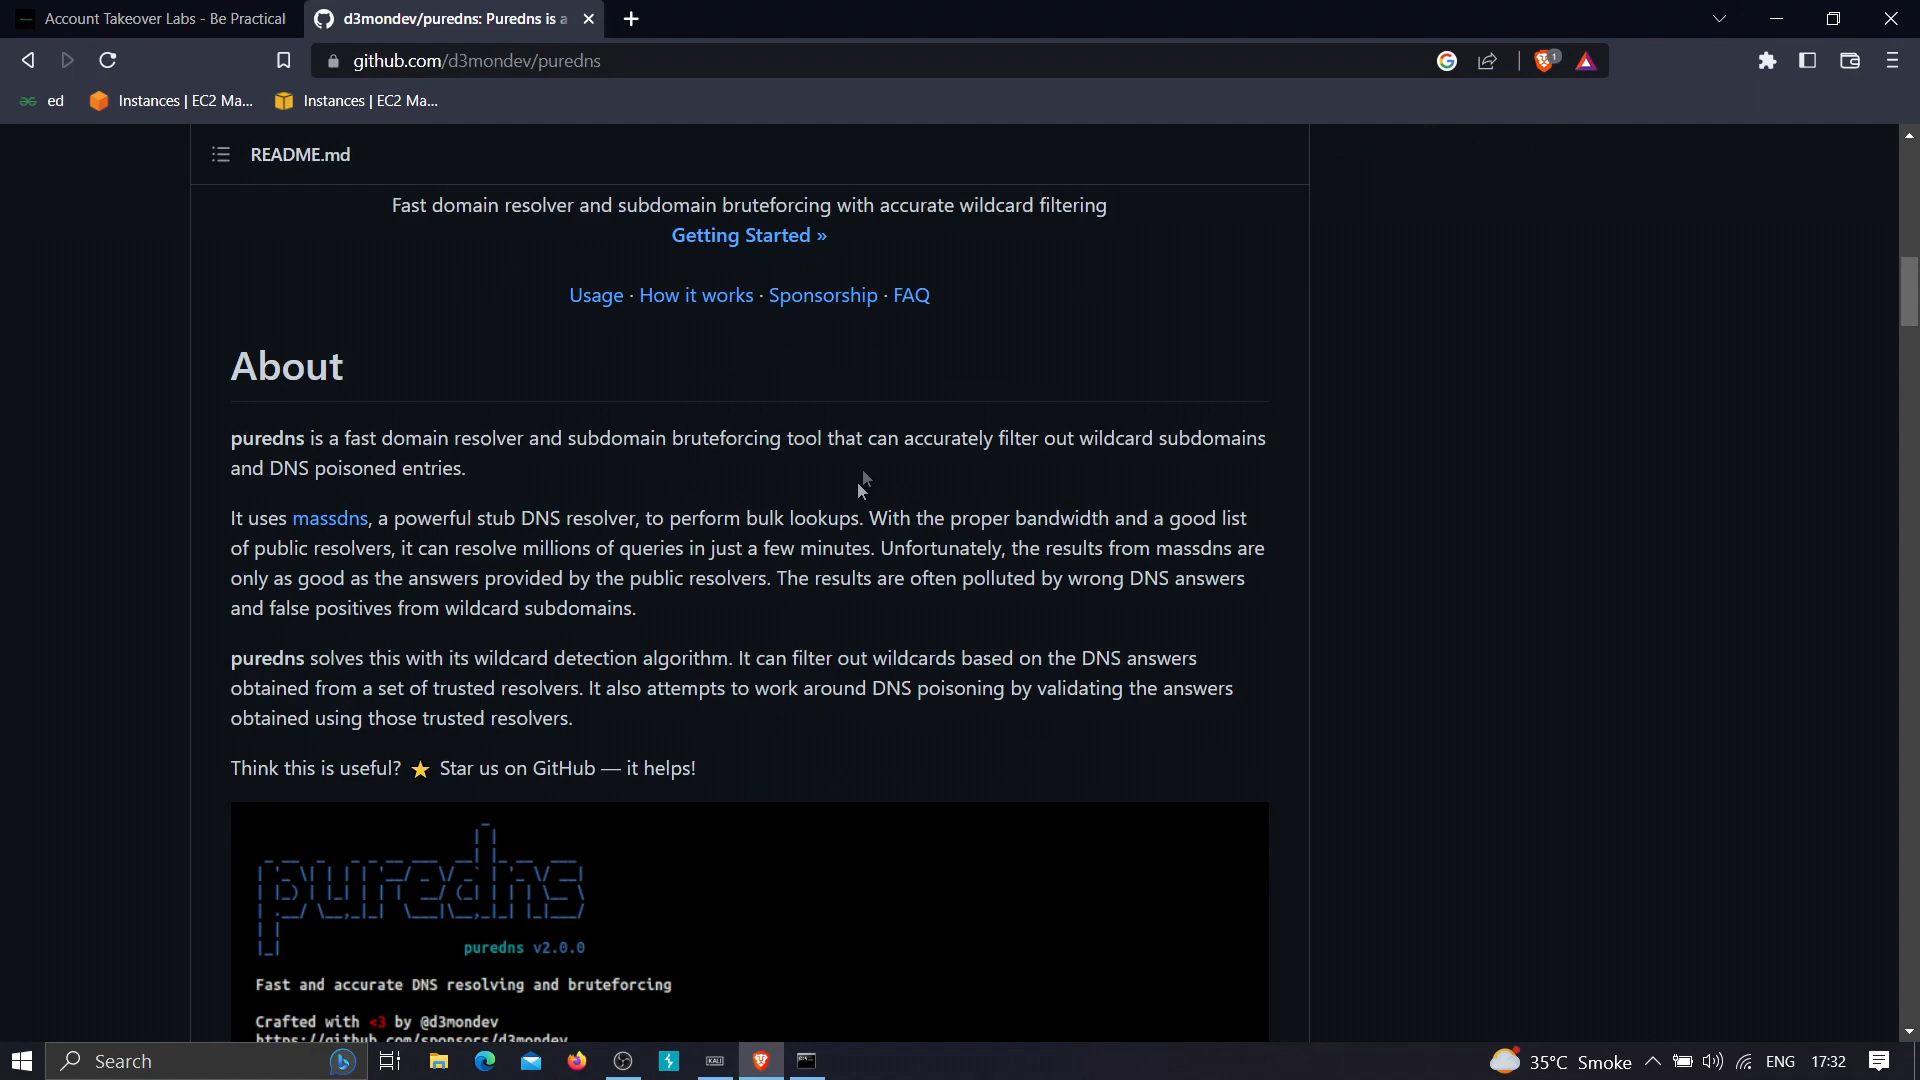 Account Takeover Labs - Be Practical
d3mondev/puredns: Puredns is a
github.com/d3mondev/puredns
1
ed
Instances | EC2 Ma...
Instances | EC2 Ma...
README.md
Fast domain resolver and subdomain bruteforcing with accurate wildcard filtering
Getting Started »
Usage · How it works · Sponsorship · FAQ
About
puredns is a fast domain resolver and subdomain bruteforcing tool that can accurately filter out wildcard subdomains
and DNS poisoned entries.
It uses massdns, a powerful stub DNS resolver, to perform bulk lookups. With the proper bandwidth and a good list
of public resolvers, it can resolve millions of queries in just a few minutes. Unfortunately, the results from massdns are
only as good as the answers provided by the public resolvers. The results are often polluted by wrong DNS answers
and false positives from wildcard subdomains.
puredns solves this with its wildcard detection algorithm. It can filter out wildcards based on the DNS answers
obtained from a set of trusted resolvers. It also attempts to work around DNS poisoning by validating the answers
obtained using those trusted resolvers.
Think this is useful? ⭐ Star us on GitHub — it helps!
puredns
puredns v2.0.0
Fast and accurate DNS resolving and bruteforcing
Crafted with <3 by @d3mondev
https://github.com/sponsors/d3mondev
Search
KALI
35°C Smoke
ENG
17:32